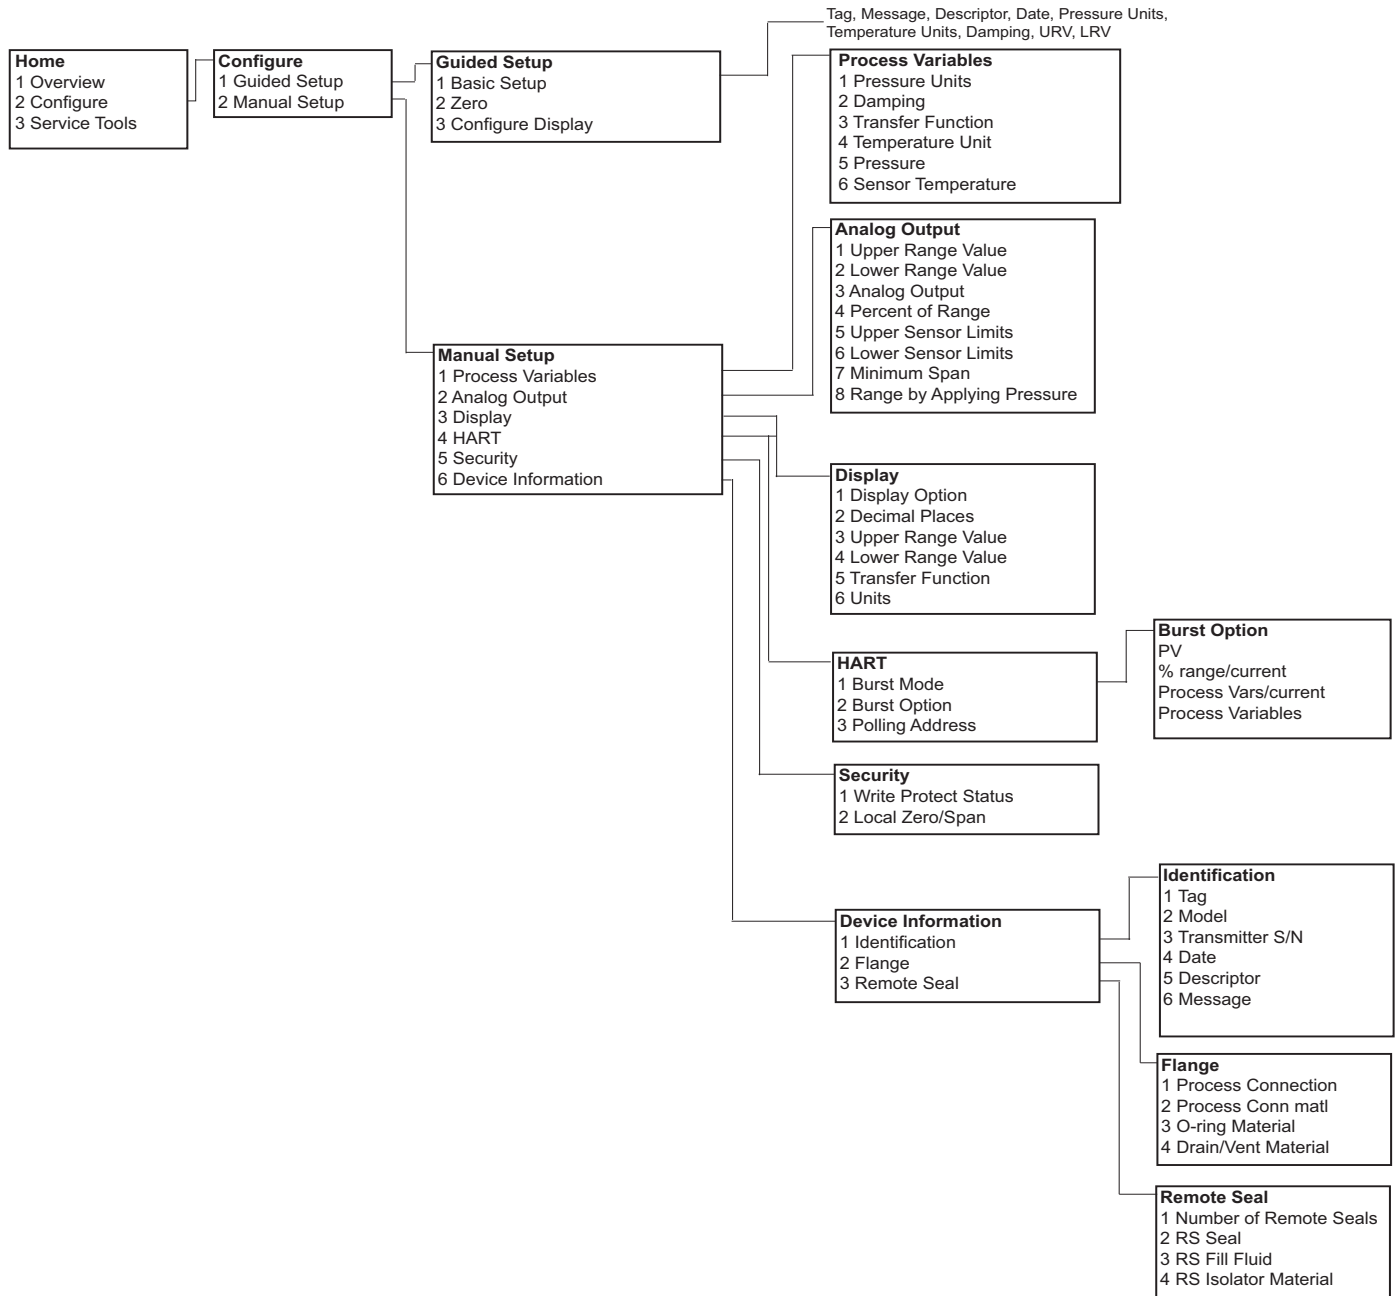 Tag, Message, Descriptor, Date, Pressure Units,
Temperature Units, Damping, URV, LRV
Home
1 Overview
2 Configure
3 Service Tools
Configure
1 Guided Setup
2 Manual Setup
Guided Setup
1 Basic Setup
2 Zero
3 Configure Display
Process Variables
1 Pressure Units
2 Damping
3 Transfer Function
4 Temperature Unit
5 Pressure
6 Sensor Temperature
Analog Output
1 Upper Range Value
2 Lower Range Value
3 Analog Output
4 Percent of Range
5 Upper Sensor Limits
6 Lower Sensor Limits
7 Minimum Span
8 Range by Applying Pressure
Manual Setup
1 Process Variables
2 Analog Output
3 Display
4 HART
5 Security
6 Device Information
Display
1 Display Option
2 Decimal Places
3 Upper Range Value
4 Lower Range Value
5 Transfer Function
6 Units
HART
1 Burst Mode
2 Burst Option
3 Polling Address
Burst Option
PV
% range/current
Process Vars/current
Process Variables
Security
1 Write Protect Status
2 Local Zero/Span
Device Information
1 Identification
2 Flange
3 Remote Seal
Identification
1 Tag
2 Model
3 Transmitter S/N
4 Date
5 Descriptor
6 Message
Flange
1 Process Connection
2 Process Conn matl
3 O-ring Material
4 Drain/Vent Material
Remote Seal
1 Number of Remote Seals
2 RS Seal
3 RS Fill Fluid
4 RS Isolator Material